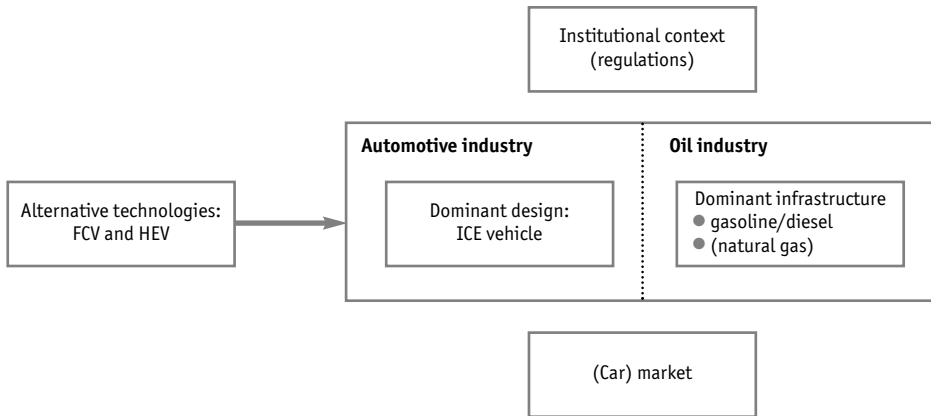 Institutional context
(regulations)
Automotive industry
Oil industry
Alternative technologies:
FCV and HEV
Dominant design:
ICE vehicle
Dominant infrastructure
● gasoline/diesel
● (natural gas)
(Car) market